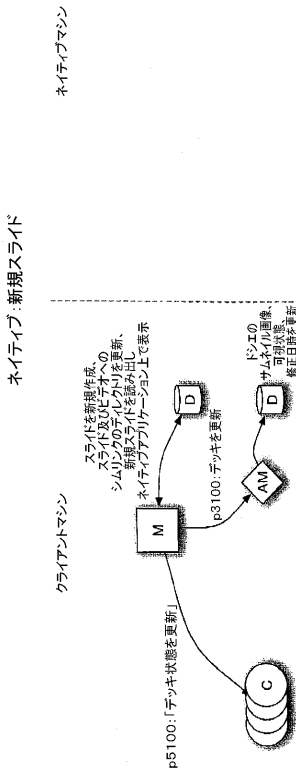 ネイティブ：新規スライド
クライアントマシン
ネイティブマシン
スライドを新規作成、
スライド及びビデオへの
シムリンクのディレクトリを更新、
新規スライドを読み出し
ネイティブアプリケーション上で表示
M
D
p5100：「デッキ状態を更新」
p3100：デッキを更新
C
AM
D
ドシエの
サムネイル画像、
可視状態、
修正日時を更新